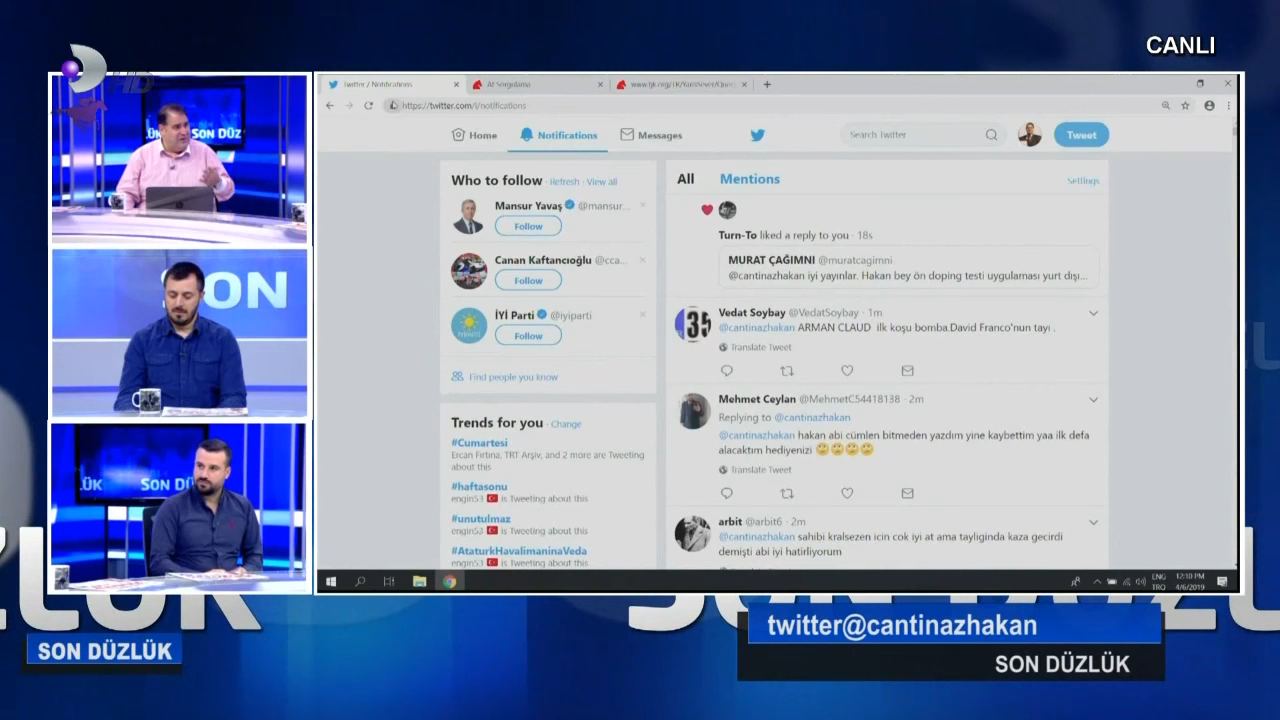 CANLI
HD
LÜK SON DÜZ
SON
LÜK SON DÜ
Twitter / Notifications
At Sorgulama
https://twitter.com/i/notifications
Home
Notifications
Messages
Search Twitter
Tweet
Who to follow · Refresh · View all
Mansur Yavaş @mansur...
Follow
Canan Kaftancıoğlu @cca...
Follow
İYİ Parti @iyiparti
Follow
Find people you know
Trends for you · Change
#Cumartesi
Ercan Fırtına, TRT Arşiv, and 2 more are Tweeting
about this
#haftasonu
engin53 🇹🇷 is Tweeting about this
#unutulmaz
engin53 🇹🇷 is Tweeting about this
#AtaturkHavalimaninaVeda
engin53 🇹🇷 is Tweeting about this
All
Mentions
Settings
Turn-To liked a reply to you · 18s
MURAT ÇAĞIMNI @muratcagimni
@cantinazhakan iyi yayınlar. Hakan bey ön doping testi uygulaması yurt dışı...
Vedat Soybay @VedatSoybay · 1m
@cantinazhakan ARMAN CLAUD ilk koşu bomba.David Franco'nun tayı .
Translate Tweet
Mehmet Ceylan @MehmetC54418138 · 2m
Replying to @cantinazhakan
@cantinazhakan hakan abi cümlen bitmeden yazdım yine kaybettim yaa ilk defa
alacaktım hediyenizi 🙄🙄🙄🙄
Translate Tweet
arbit @arbit6 · 2m
@cantinazhakan sahibi kralsezen icin cok iyi at ama tayliginda kaza gecirdi
demişti abi iyi hatirliyorum
ENG
TRQ
12:10 PM
4/6/2019
ZLÜK
SON DÜZLÜ
SON DÜZLÜK
twitter@cantinazhakan
SON DÜZLÜK